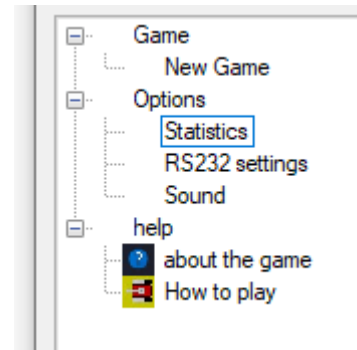 Game
New Game
Options
Statistics
RS232 settings
Sound
help
about the game
How to play